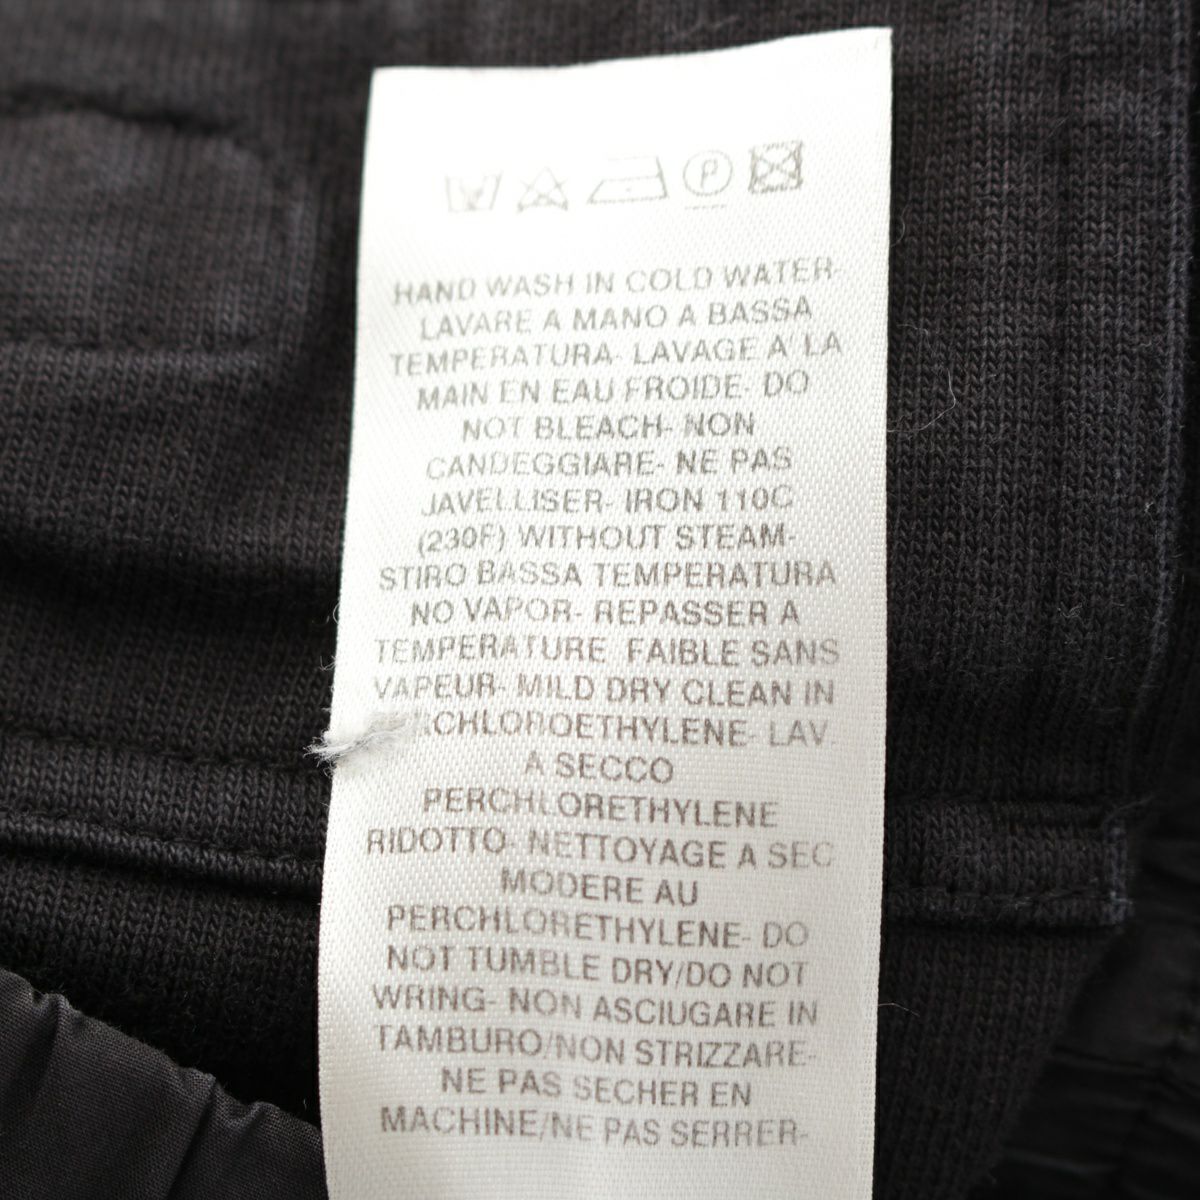 P
HAND WASH IN COLD WATER-
LAVARE A MANO A BASSA
TEMPERATURA- LAVAGE A' LA
MAIN EN EAU FROIDE- DO
NOT BLEACH- NON
CANDEGGIARE- NE PAS
JAVELLISER- IRON 110C
(230F) WITHOUT STEAM-
STIRO BASSA TEMPERATURA
NO VAPOR- REPASSER A
TEMPERATURE FAIBLE SANS
VAPEUR- MILD DRY CLEAN IN
RCHLOROETHYLENE LAV.
A SECCO
PERCHLORETHYLENE
RIDOTTO- NETTOYAGE A SEC
MODERE AU
PERCHLORETHYLENE- DO
NOT TUMBLE DRY/DO NOT
WRING- NON ASCIUGARE IN
TAMBURO/NON STRIZZARE-
NE PAS SECHER EN
MACHINE/NE PAS SERRER-